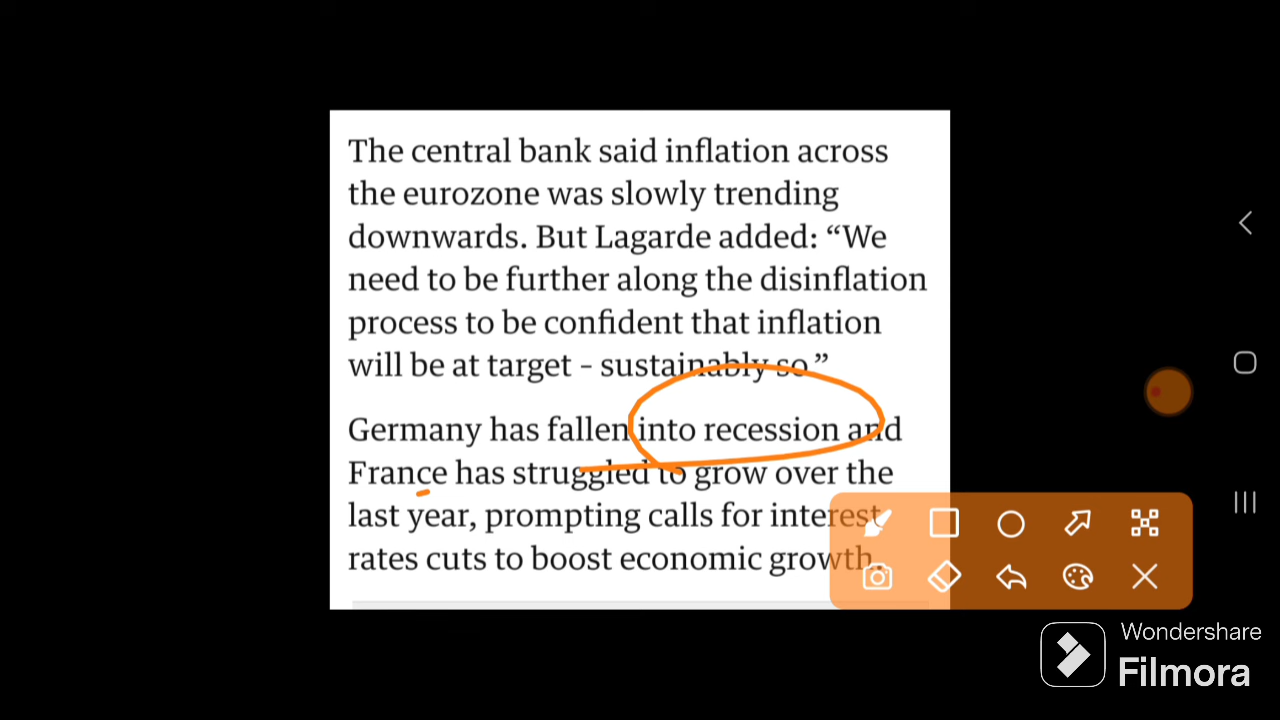 The central bank said inflation across
the eurozone was slowly trending
downwards. But Lagarde added: “We
need to be further along the disinflation
process to be confident that inflation
will be at target – sustainably so.”
Germany has fallen into recession and
France has struggled to grow over the
last year, prompting calls for interest
rates cuts to boost economic growth.
Wondershare
Filmora